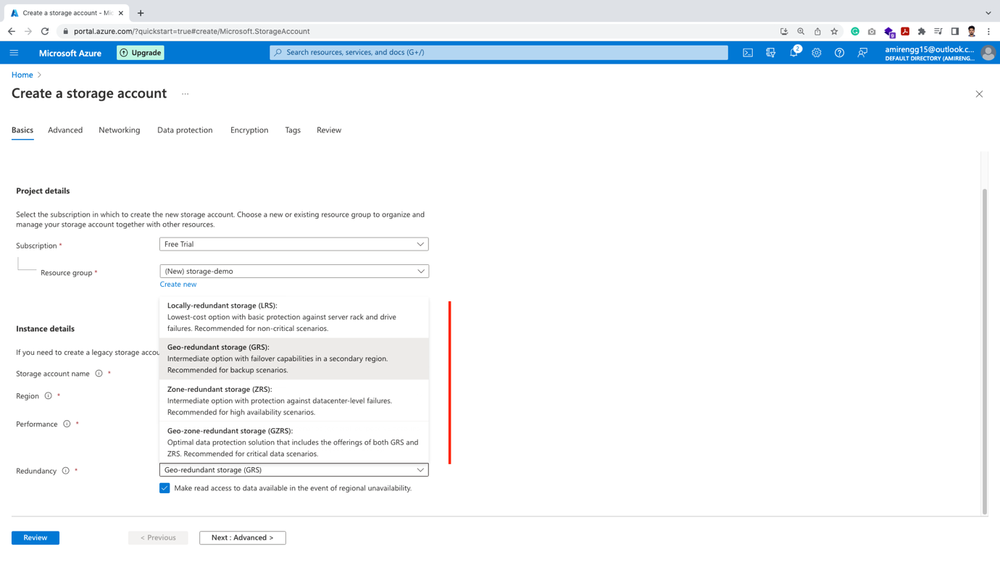 Create a storage account - Mic
portal.azure.com/?quickstart=true#create/Microsoft.StorageAccount
9
Microsoft Azure
Upgrade
Search resources, services, and docs (G+/)
2
amirengg15@outlook.c...
DEFAULT DIRECTORY (AMIRENG...
Home
Create a storage account ...
Basics Advanced Networking Data protection Encryption Tags Review
Project details
Select the subscription in which to create the new storage account. Choose a new or existing resource group to organize and
manage your storage account together with other resources.
Subscription *
Free Trial
Resource group *
(New) storage-demo
Create new
Instance details
If you need to create a legacy storage accou
Storage account name *
Region *
Performance *
Locally-redundant storage (LRS):
Lowest-cost option with basic protection against server rack and drive
failures. Recommended for non-critical scenarios.
Geo-redundant storage (GRS):
Intermediate option with failover capabilities in a secondary region.
Recommended for backup scenarios.
Zone-redundant storage (ZRS):
Intermediate option with protection against datacenter-level failures.
Recommended for high availability scenarios.
Geo-zone-redundant storage (GZRS):
Optimal data protection solution that includes the offerings of both GRS and
ZRS. Recommended for critical data scenarios.
Redundancy *
Geo-redundant storage (GRS)
Make read access to data available in the event of regional unavailability.
Review
< Previous
Next : Advanced >